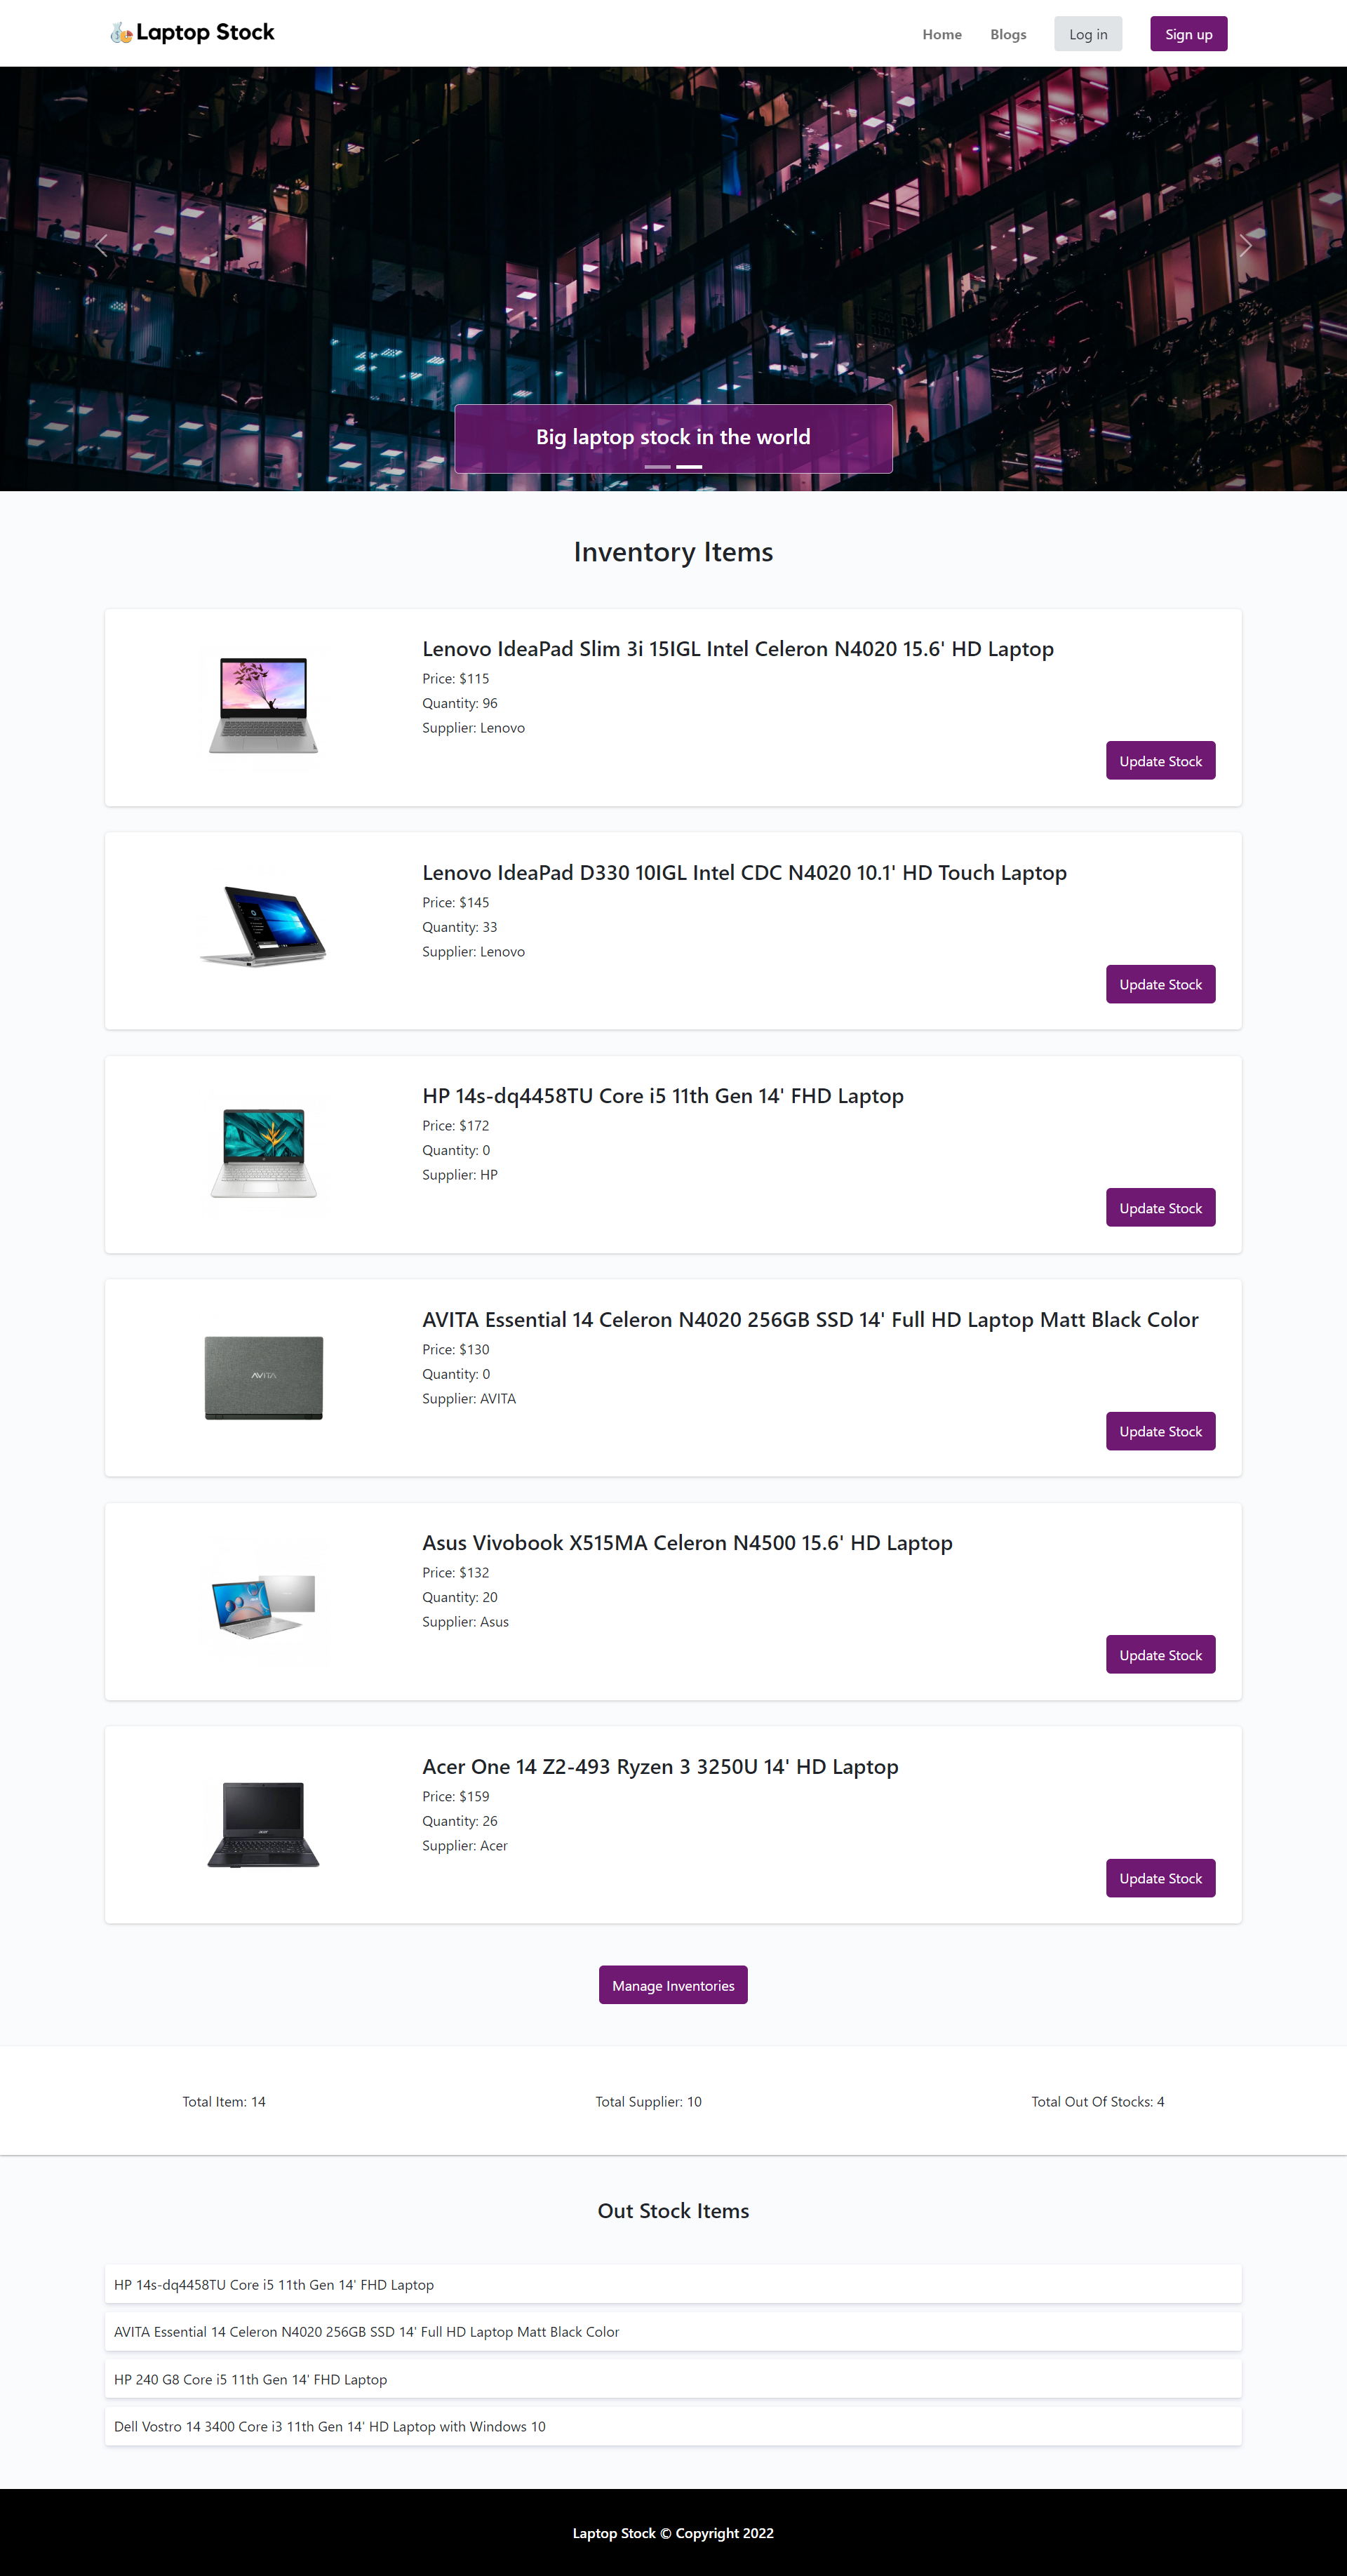 Laptop Stock
Home
Blogs
Log in
Sign up
Big laptop stock in the world
Inventory Items
Lenovo IdeaPad Slim 3i 15IGL Intel Celeron N4020 15.6' HD Laptop
Price: $115
Quantity: 96
Supplier: Lenovo
Update Stock
Lenovo IdeaPad D330 10IGL Intel CDC N4020 10.1' HD Touch Laptop
Price: $145
Quantity: 33
Supplier: Lenovo
Update Stock
HP 14s-dq4458TU Core i5 11th Gen 14' FHD Laptop
Price: $172
Quantity: 0
Supplier: HP
Update Stock
AVITA
AVITA Essential 14 Celeron N4020 256GB SSD 14' Full HD Laptop Matt Black Color
Price: $130
Quantity: 0
Supplier: AVITA
Update Stock
Asus Vivobook X515MA Celeron N4500 15.6' HD Laptop
Price: $132
Quantity: 20
Supplier: Asus
Update Stock
Acer One 14 Z2-493 Ryzen 3 3250U 14' HD Laptop
Price: $159
Quantity: 26
Supplier: Acer
Update Stock
Manage Inventories
Total Item: 14
Total Supplier: 10
Total Out Of Stocks: 4
Out Stock Items
HP 14s-dq4458TU Core i5 11th Gen 14' FHD Laptop
AVITA Essential 14 Celeron N4020 256GB SSD 14' Full HD Laptop Matt Black Color
HP 240 G8 Core i5 11th Gen 14' FHD Laptop
Dell Vostro 14 3400 Core i3 11th Gen 14' HD Laptop with Windows 10
Laptop Stock © Copyright 2022